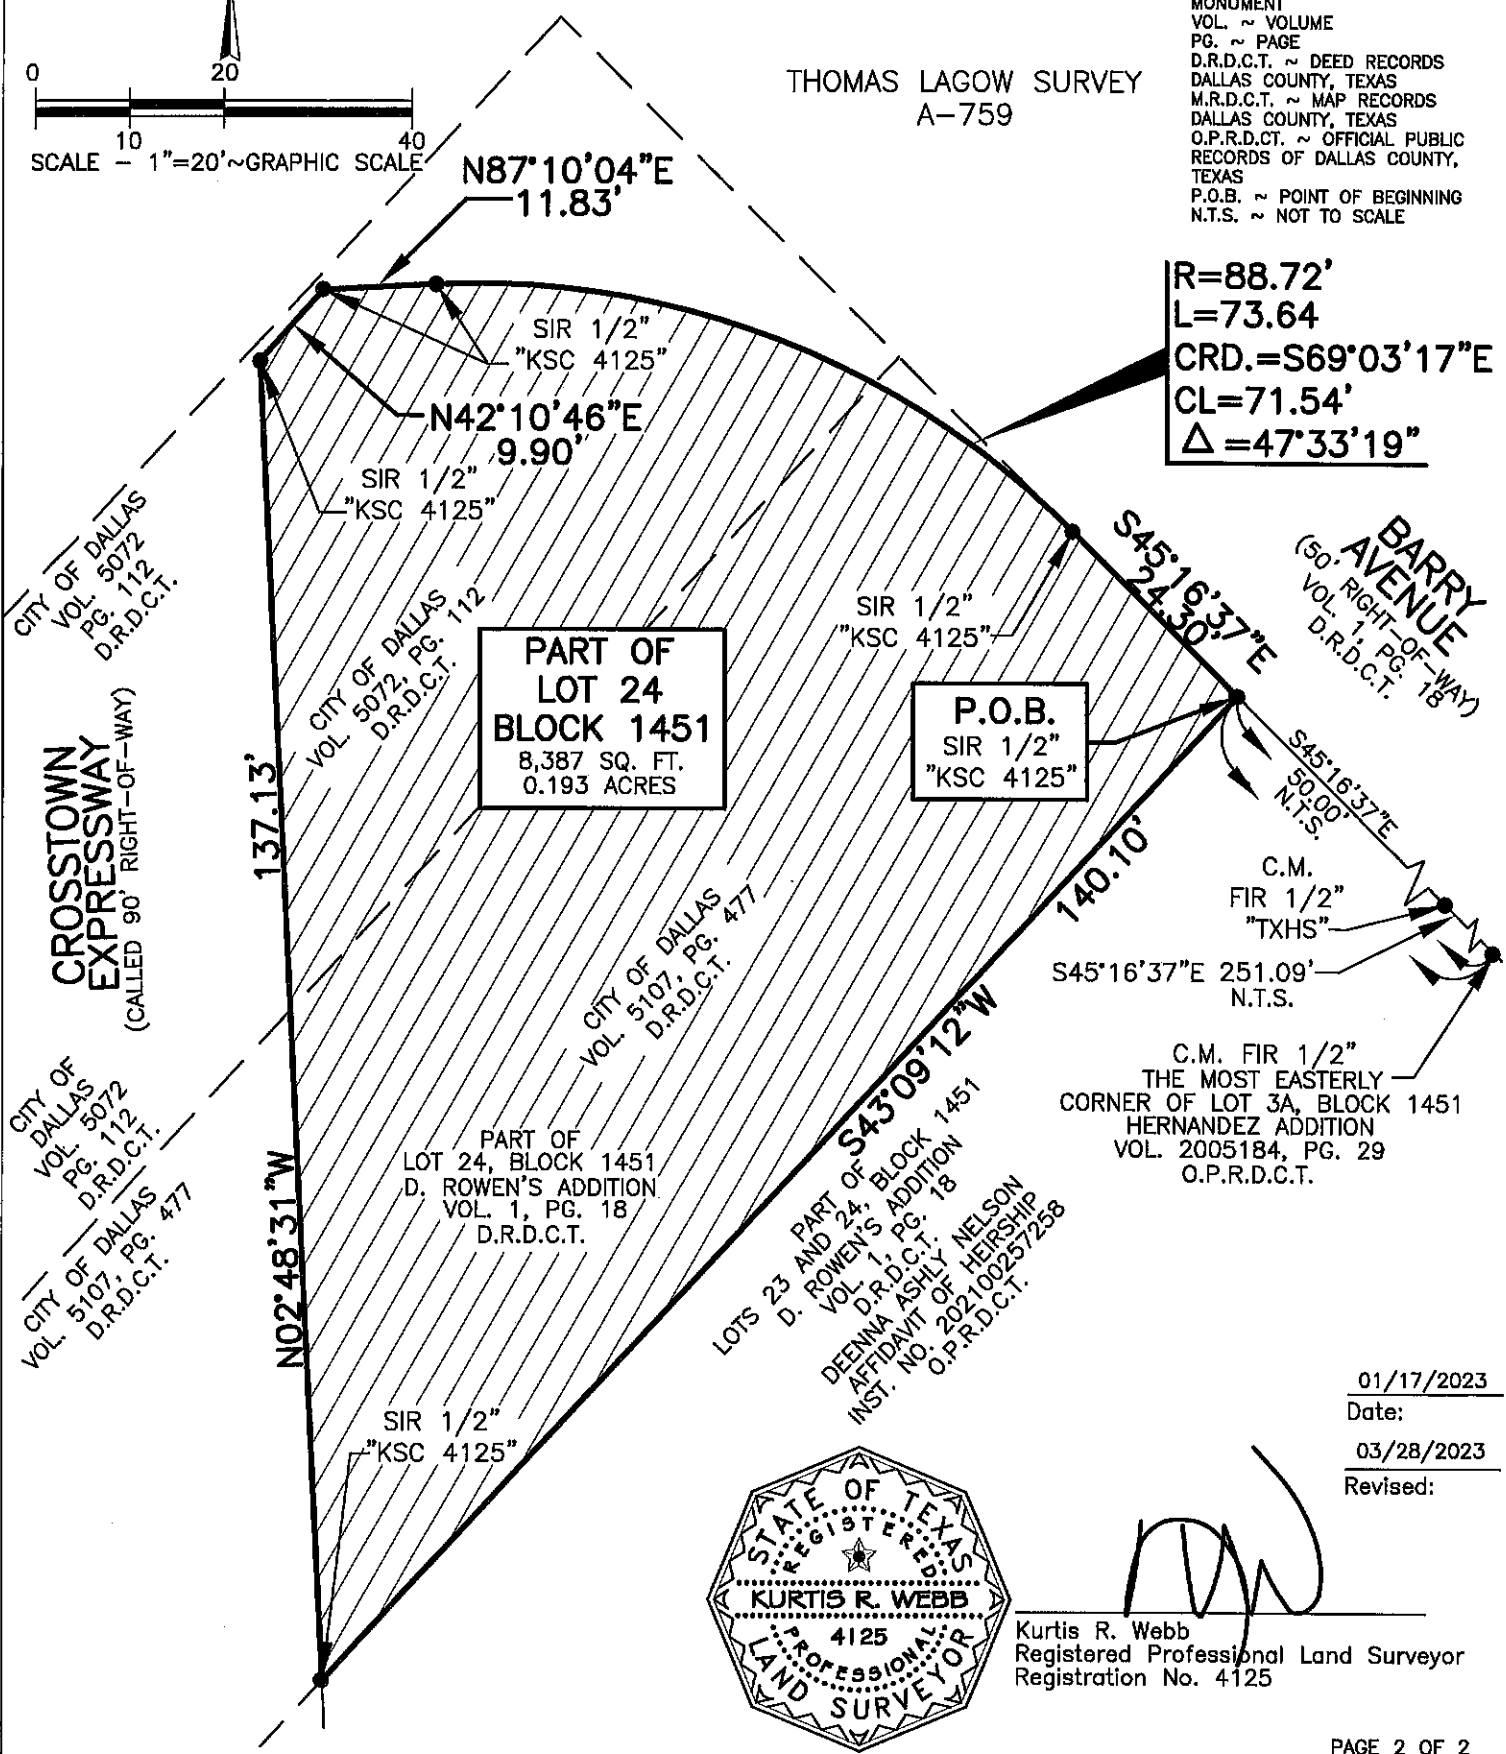 MONUMENT
VOL. ~ VOLUME
PG. ~ PAGE
D.R.D.C.T. ~ DEED RECORDS
DALLAS COUNTY, TEXAS
M.R.D.C.T. ~ MAP RECORDS
DALLAS COUNTY, TEXAS
O.P.R.D.CT. ~ OFFICIAL PUBLIC
RECORDS OF DALLAS COUNTY,
TEXAS
P.O.B. ~ POINT OF BEGINNING
N.T.S. ~ NOT TO SCALE
0
20
10
40
SCALE - 1"=20'~GRAPHIC SCALE
THOMAS LAGOW SURVEY
A-759
N87°10'04"E
11.83'
R=88.72'
L=73.64
CRD.=S69°03'17"E
CL=71.54'
Δ =47°33'19"
SIR 1/2"
"KSC 4125"
N42°10'46"E
9.90'
SIR 1/2"
"KSC 4125"
CITY OF DALLAS
VOL. 5072
PG. 112
D.R.D.C.T.
CITY OF DALLAS
VOL. 5072, PG. 112
D.R.D.C.T.
PART OF
LOT 24
BLOCK 1451
8,387 SQ. FT.
0.193 ACRES
SIR 1/2"
"KSC 4125"
S45°16'37"E
24.30'
BARRY
AVENUE
(50' RIGHT-OF-WAY)
VOL. 1, PG. 18
D.R.D.C.T.
P.O.B.
SIR 1/2"
"KSC 4125"
S45°16'37"E
50.00'
N.T.S.
CROSSTOWN
EXPRESSWAY
(CALLED 90' RIGHT-OF-WAY)
137.13'
N02°48'31"W
140.10'
S43°09'12"W
C.M.
FIR 1/2"
"TXHS"
S45°16'37"E 251.09'
N.T.S.
CITY OF DALLAS
VOL. 5107, PG. 477
D.R.D.C.T.
C.M. FIR 1/2"
THE MOST EASTERLY
CORNER OF LOT 3A, BLOCK 1451
HERNANDEZ ADDITION
VOL. 2005184, PG. 29
O.P.R.D.C.T.
CITY OF
DALLAS
VOL. 5072
PG. 112
D.R.D.C.T.
CITY OF DALLAS
VOL. 5107, PG. 477
D.R.D.C.T.
PART OF
LOT 24, BLOCK 1451
D. ROWEN'S ADDITION
VOL. 1, PG. 18
D.R.D.C.T.
PART OF
LOTS 23 AND 24, BLOCK 1451
D. ROWEN'S ADDITION
VOL. 1, PG. 18
D.R.D.C.T.
DEENNA ASHLY NELSON
AFFIDAVIT OF HEIRSHIP
INST. NO. 202100257258
O.P.R.D.C.T.
SIR 1/2"
"KSC 4125"
01/17/2023
Date:
03/28/2023
Revised:
STATE OF TEXAS
REGISTERED
KURTIS R. WEBB
4125
PROFESSIONAL
LAND SURVEYOR
Kurtis R. Webb
Registered Professional Land Surveyor
Registration No. 4125
PAGE 2 OF 2